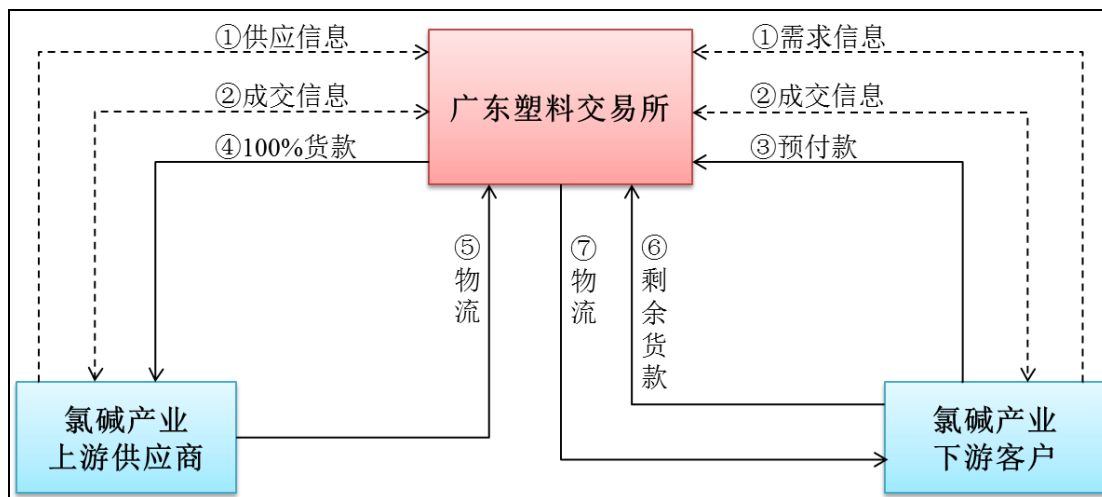 ①供应信息
①需求信息
②成交信息
广东塑料交易所
②成交信息
④100%货款
③预付款
⑤物流
⑦物流
⑥剩余货款
氯碱产业
上游供应商
氯碱产业
下游客户